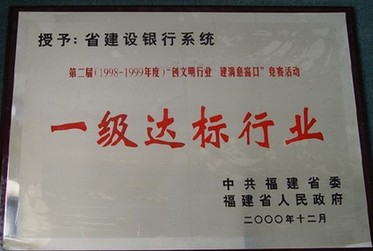 授予:省建设银行系统
第二届(1998-1999年度)“创文明行业 建满意窗口”竞赛活动
一级达标行业
中共福建省委
福建省人民政府
二〇〇〇年十二月